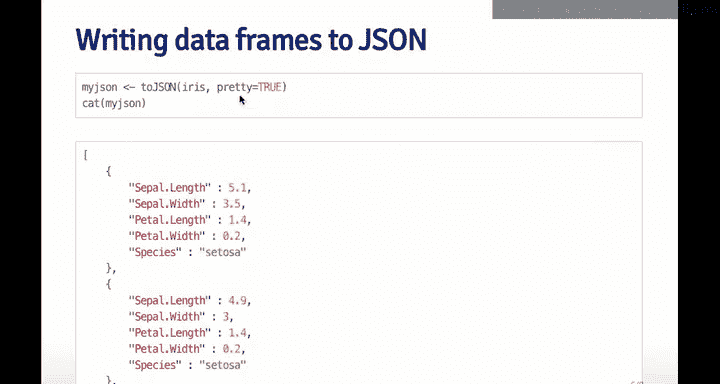 Writing data frames to JSON
myjson <- toJSON(iris, pretty=TRUE)
cat(myjson)
[
{
"Sepal.Length" : 5.1,
"Sepal.Width" : 3.5,
"Petal.Length" : 1.4,
"Petal.Width" : 0.2,
"Species" : "setosa"
},
{
"Sepal.Length" : 4.9,
"Sepal.Width" : 3,
"Petal.Length" : 1.4,
"Petal.Width" : 0.2,
"Species" : "setosa"
},